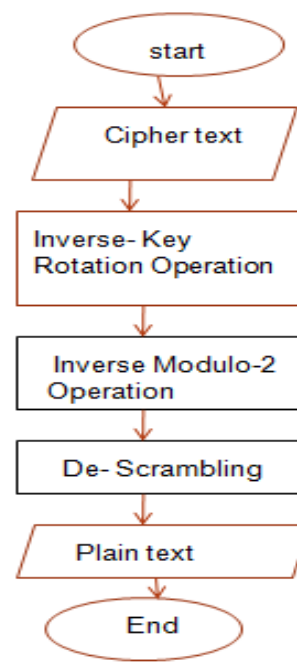 start
Cipher text
Inverse- Key
Rotation Operation
Inverse Modulo-2
Operation
De- Scrambling
Plain text
End